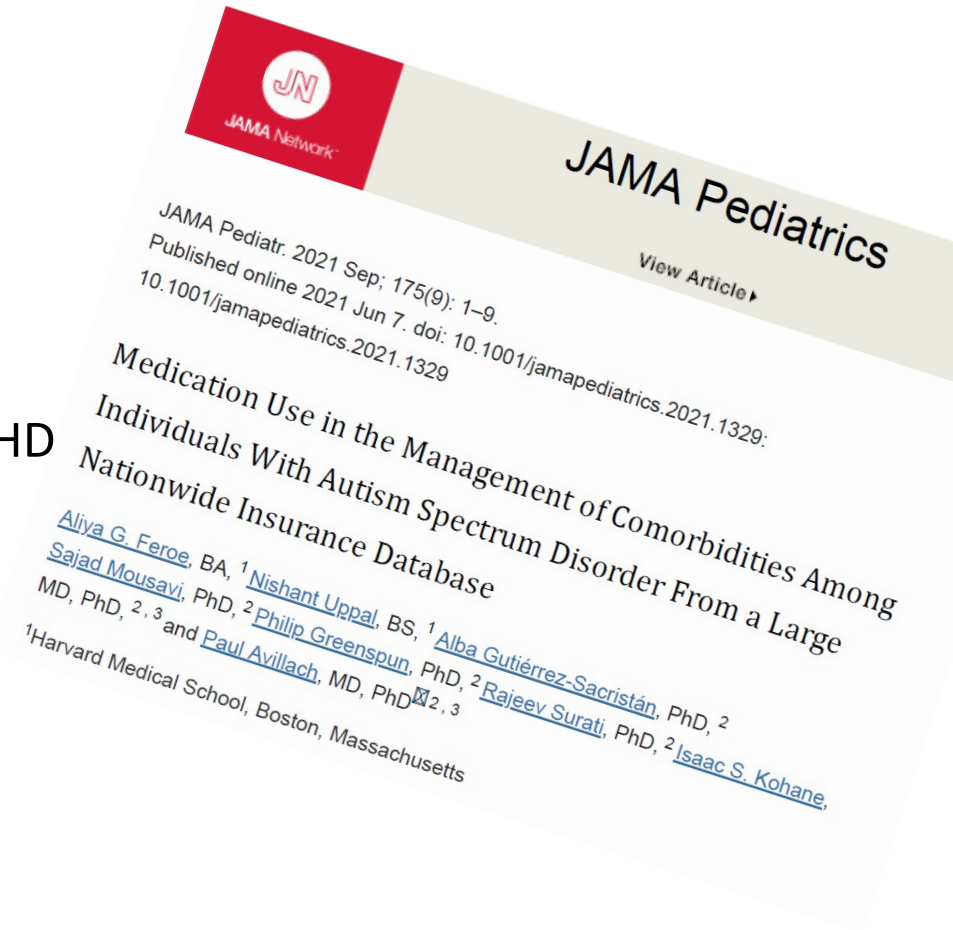 JN
JAMA Network™
JAMA Pediatrics
View Article
JAMA Pediatr. 2021 Sep; 175(9): 1–9.
Published online 2021 Jun 7. doi: 10.1001/jamapediatrics.2021.1329:
10.1001/jamapediatrics.2021.1329
Medication Use in the Management of Comorbidities Among
Individuals With Autism Spectrum Disorder From a Large
Nationwide Insurance Database
HD
Aliya G. Feroe, BA, 1 Nishant Uppal, BS, 1 Alba Gutiérrez-Sacristán, PhD, 2
Sajad Mousavi, PhD, 2 Philip Greenspun, PhD, 2 Rajeev Surati, PhD, 2 Isaac S. Kohane,
MD, PhD, 2 , 3 and Paul Avillach, MD, PhD 2 , 3
1Harvard Medical School, Boston, Massachusetts